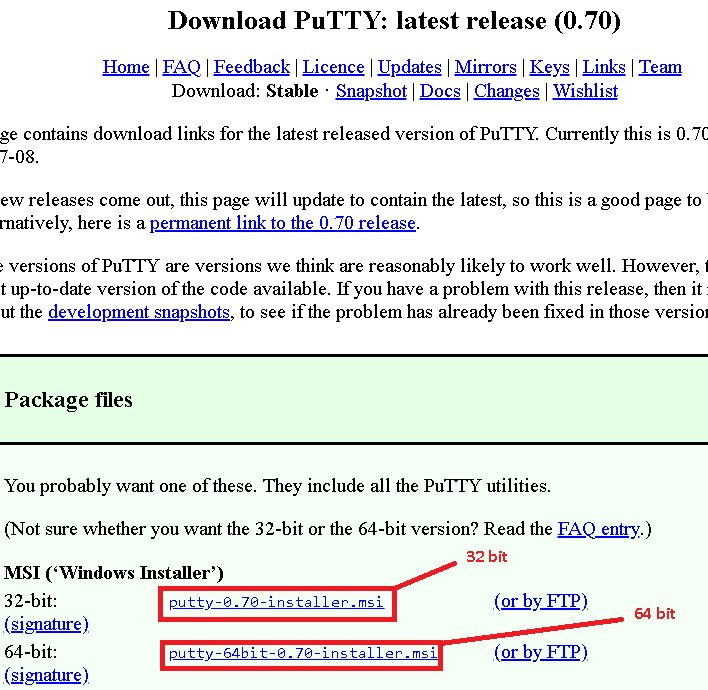 Download PuTTY: latest release (0.70)
Home | FAQ | Feedback | Licence | Updates | Mirrors | Keys | Links | Team
Download: Stable · Snapshot | Docs | Changes | Wishlist
ge contains download links for the latest released version of PuTTY. Currently this is 0.70
7-08.
ew releases come out, this page will update to contain the latest, so this is a good page to
rnatively, here is a permanent link to the 0.70 release.
e versions of PuTTY are versions we think are reasonably likely to work well. However, t
t up-to-date version of the code available. If you have a problem with this release, then it
ut the development snapshots, to see if the problem has already been fixed in those version
Package files
You probably want one of these. They include all the PuTTY utilities.
(Not sure whether you want the 32-bit or the 64-bit version? Read the FAQ entry.)
MSI (‘Windows Installer’)
32 bit
32-bit: putty-0.70-installer.msi (or by FTP)
(signature)
64 bit
64-bit: putty-64bit-0.70-installer.msi (or by FTP)
(signature)